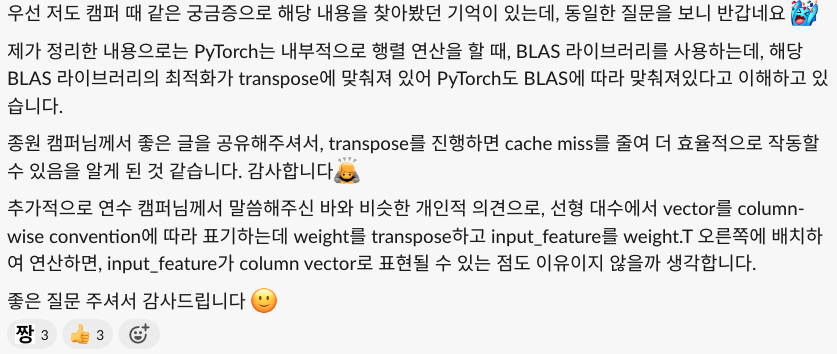 우선 저도 캠퍼 때 같은 궁금증으로 해당 내용을 찾아봤던 기억이 있는데, 동일한 질문을 보니 반갑네요
제가 정리한 내용으로는 PyTorch는 내부적으로 행렬 연산을 할 때, BLAS 라이브러리를 사용하는데, 해당
BLAS 라이브러리의 최적화가 transpose에 맞춰져 있어 PyTorch도 BLAS에 따라 맞춰져있다고 이해하고 있
습니다.
종원 캠퍼님께서 좋은 글을 공유해주셔서, transpose를 진행하면 cache miss를 줄여 더 효율적으로 작동할
수 있음을 알게 된 것 같습니다. 감사합니다
추가적으로 연수 캠퍼님께서 말씀해주신 바와 비슷한 개인적 의견으로, 선형 대수에서 vector를 column-
wise convention에 따라 표기하는데 weight를 transpose하고 input_feature를 weight.T 오른쪽에 배치하
여 연산하면, input_feature가 column vector로 표현될 수 있는 점도 이유이지 않을까 생각합니다.
좋은 질문 주셔서 감사드립니다
짱 3 3